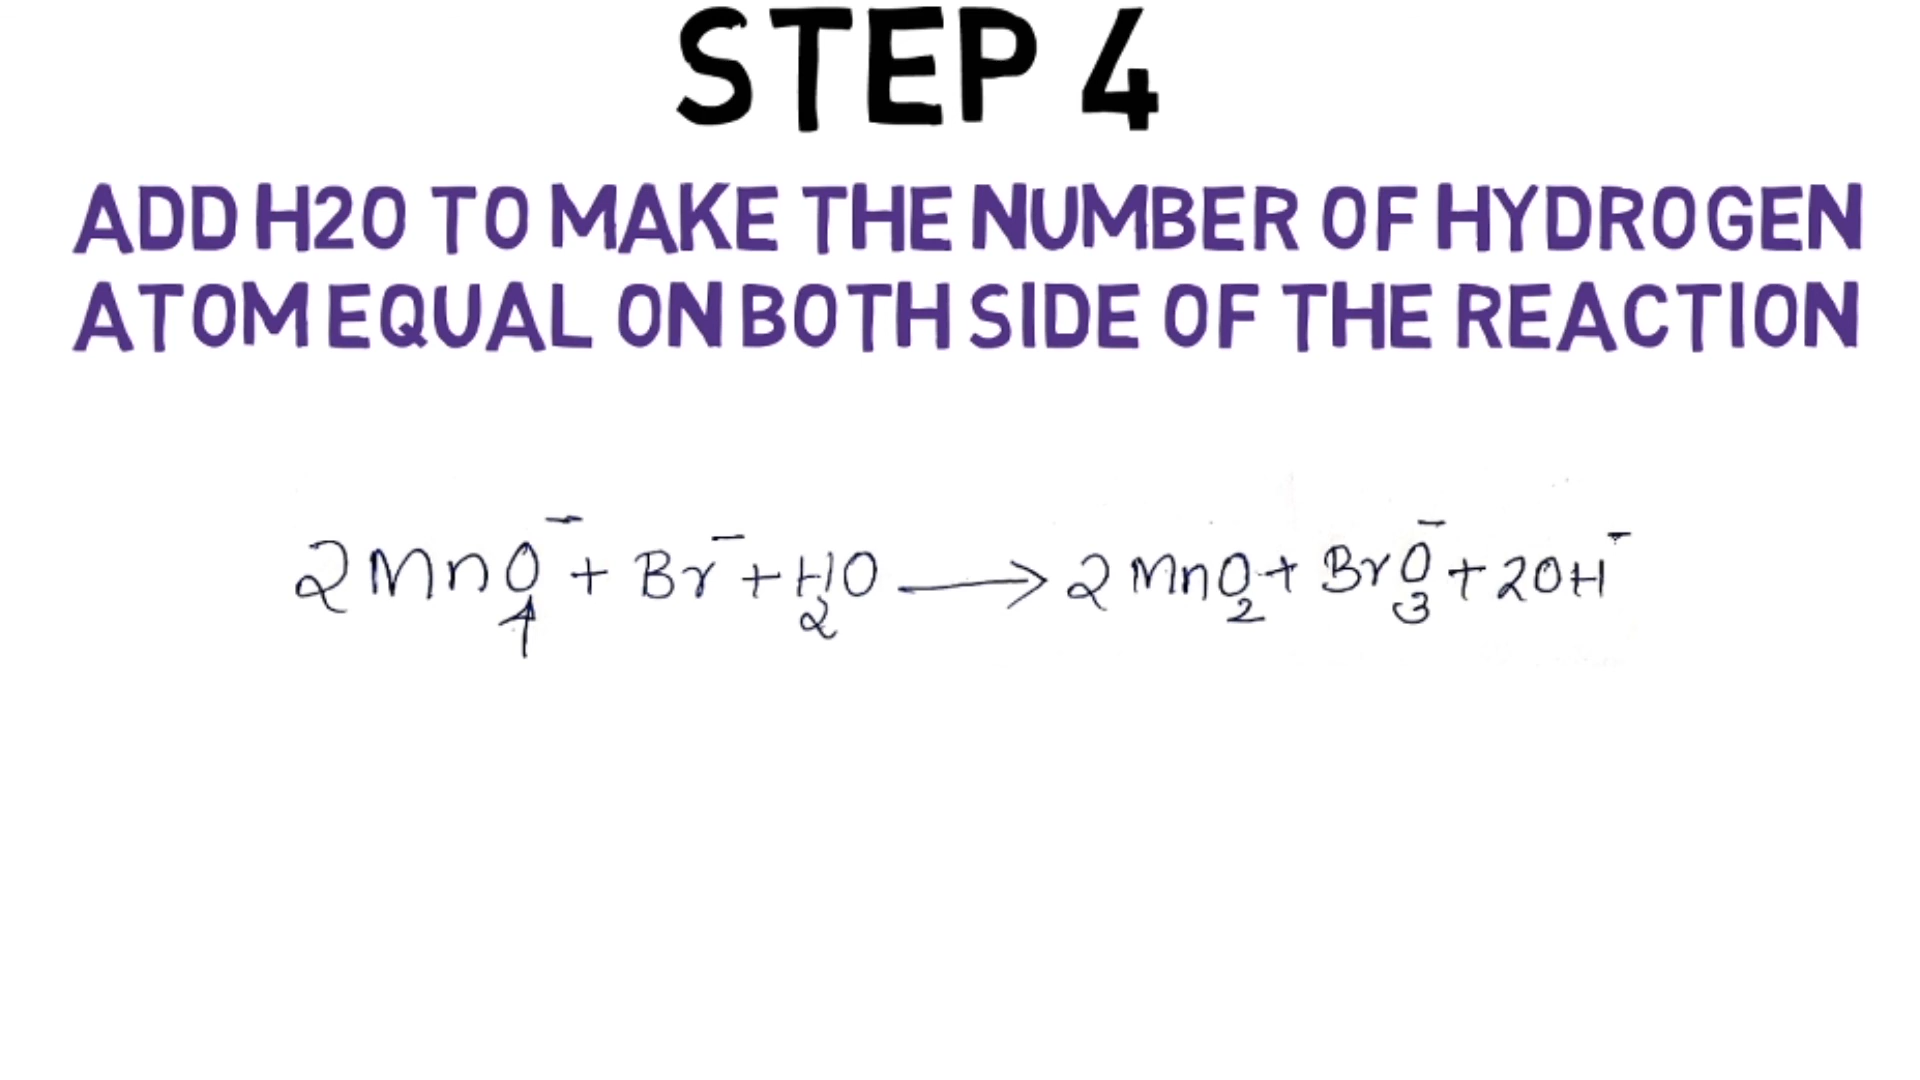 STEP 4
ADD H2O TO MAKE THE NUMBER OF HYDROGEN
ATOM EQUAL ON BOTH SIDE OF THE REACTION
2MnO₄⁻ + Br⁻ + H₂O ⟶ 2MnO₂ + BrO₃⁻ + 2OH⁻